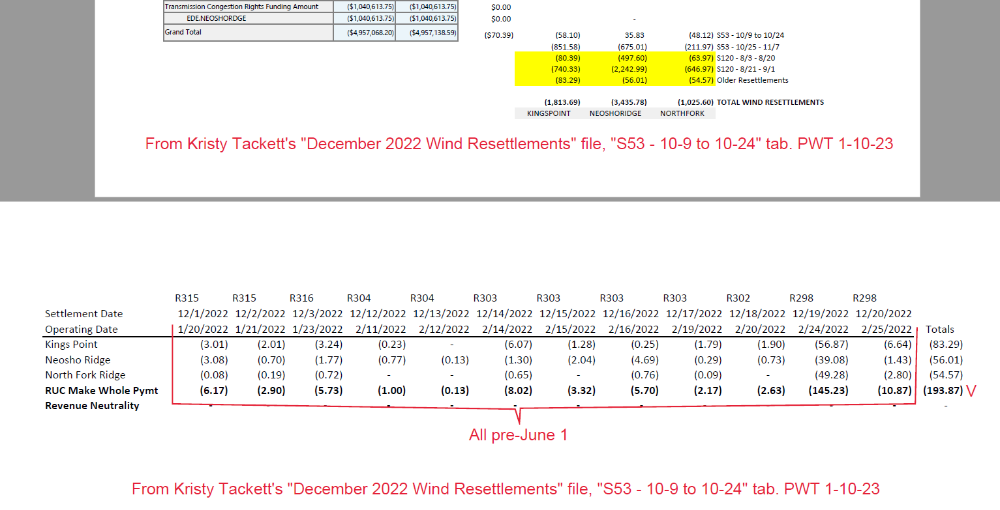 Transmission Congestion Rights Funding Amount ($1,040,613.75) ($1,040,613.75) $0.00
EDE.NEOSHORDGE ($1,040,613.75) ($1,040,613.75) $0.00 -
Grand Total ($4,957,068.20) ($4,957,138.59) ($70.39) (58.10) 35.83 (48.12) S53 - 10/9 to 10/24
(851.58) (675.01) (211.97) S53 - 10/25 - 11/7
(80.39) (497.60) (63.97) S120 - 8/3 - 8/20
(740.33) (2,242.99) (646.97) S120 - 8/21 - 9/1
(83.29) (56.01) (54.57) Older Resettlements
(1,813.69) (3,435.78) (1,025.60) TOTAL WIND RESETTLEMENTS
KINGSPOINT NEOSHORIDGE NORTHFORK
From Kristy Tackett's "December 2022 Wind Resettlements" file, "S53 - 10-9 to 10-24" tab. PWT 1-10-23
R315 R315 R316 R304 R304 R303 R303 R303 R303 R302 R298 R298
Settlement Date 12/1/2022 12/2/2022 12/3/2022 12/12/2022 12/13/2022 12/14/2022 12/15/2022 12/16/2022 12/17/2022 12/18/2022 12/19/2022 12/20/2022
Operating Date 1/20/2022 1/21/2022 1/23/2022 2/11/2022 2/12/2022 2/14/2022 2/15/2022 2/16/2022 2/19/2022 2/20/2022 2/24/2022 2/25/2022 Totals
Kings Point (3.01) (2.01) (3.24) (0.23) - (6.07) (1.28) (0.25) (1.79) (1.90) (56.87) (6.64) (83.29)
Neosho Ridge (3.08) (0.70) (1.77) (0.77) (0.13) (1.30) (2.04) (4.69) (0.29) (0.73) (39.08) (1.43) (56.01)
North Fork Ridge (0.08) (0.19) (0.72) - - (0.65) - (0.76) (0.09) - (49.28) (2.80) (54.57)
RUC Make Whole Pymt (6.17) (2.90) (5.73) (1.00) (0.13) (8.02) (3.32) (5.70) (2.17) (2.63) (145.23) (10.87) (193.87) V
Revenue Neutrality - - - - - - - - - - - - -
All pre-June 1
From Kristy Tackett's "December 2022 Wind Resettlements" file, "S53 - 10-9 to 10-24" tab. PWT 1-10-23